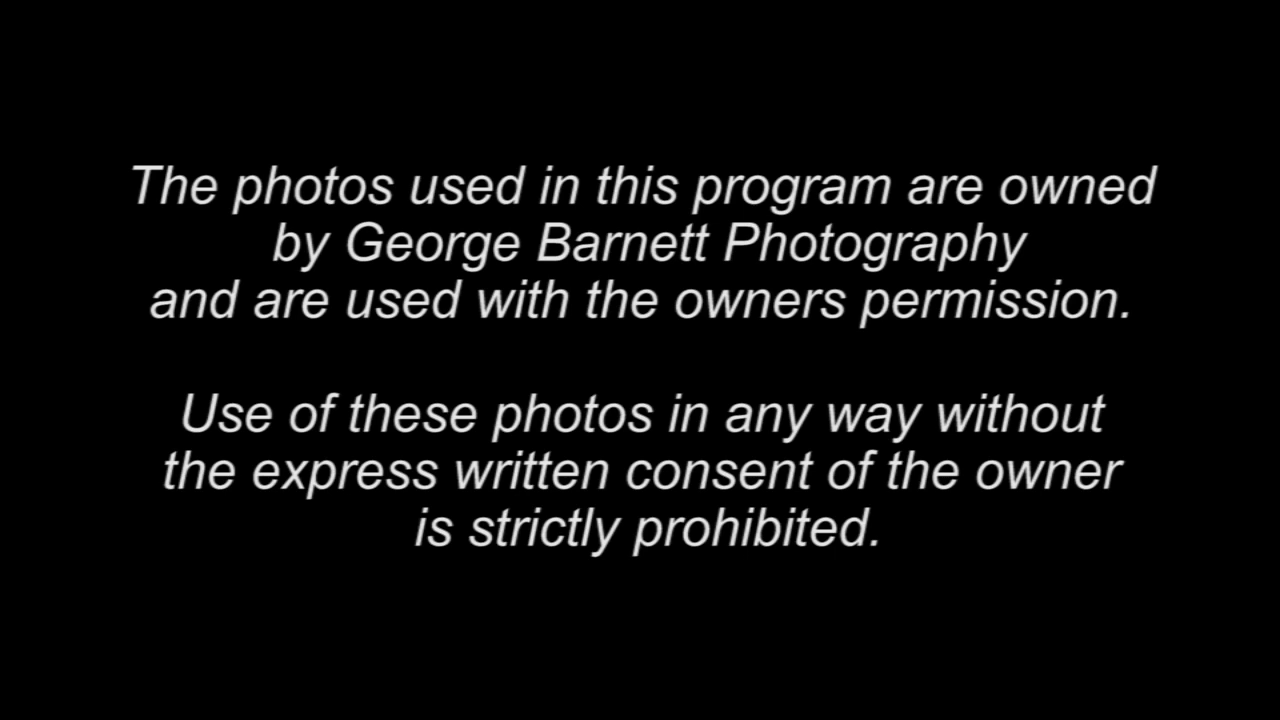 The photos used in this program are owned
by George Barnett Photography
and are used with the owners permission.
Use of these photos in any way without
the express written consent of the owner
is strictly prohibited.